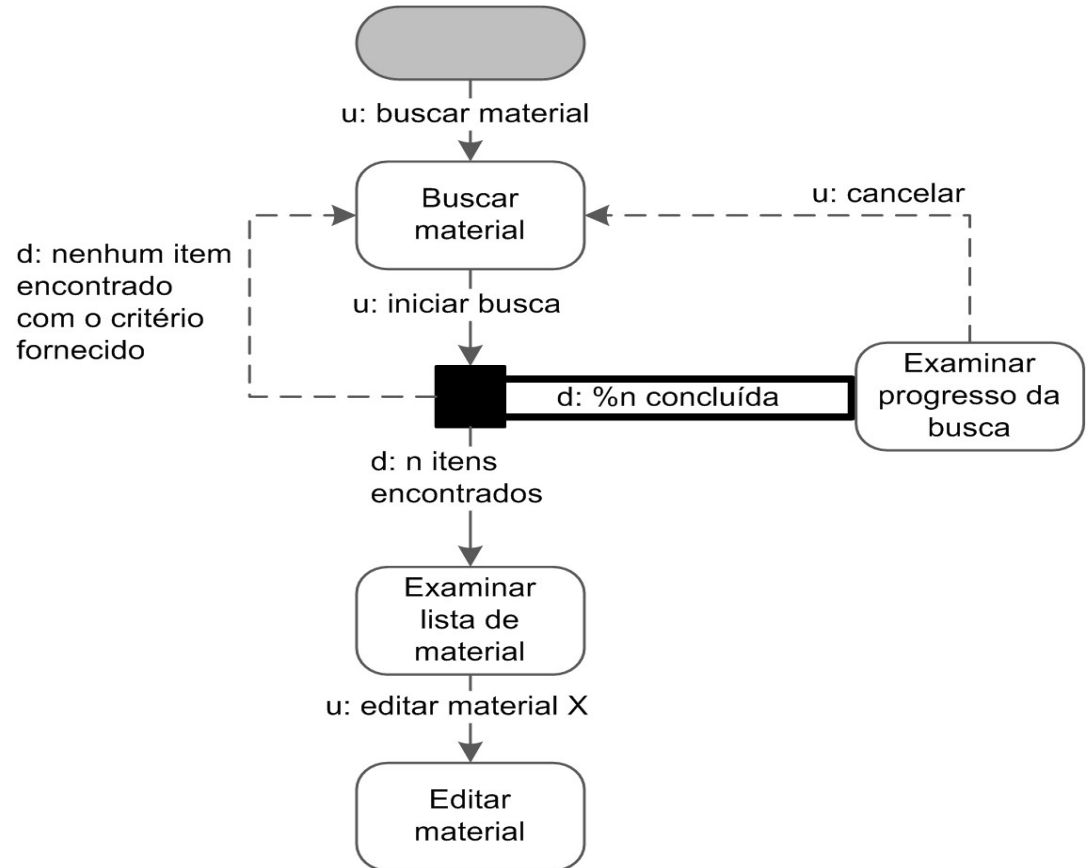 u: buscar material
Buscar
material
u: cancelar
d: nenhum item
encontrado
com o critério
fornecido
u: iniciar busca
d: %n concluída
Examinar
progresso da
busca
d: n itens
encontrados
Examinar
lista de
material
u: editar material X
Editar
material